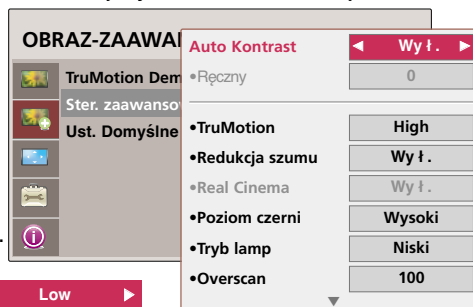 OBRAZ-ZAAWA
TruMotion Dem
Ster. zaawanso
Ust. Domyślne
Auto Kontrast ◄ Wył. ►
•Ręczny 0
•TruMotion High
•Redukcja szumu Wył.
•Real Cinema Wył.
•Poziom czerni Wysoki
•Tryb lamp Niski
•Overscan 100
Low ►